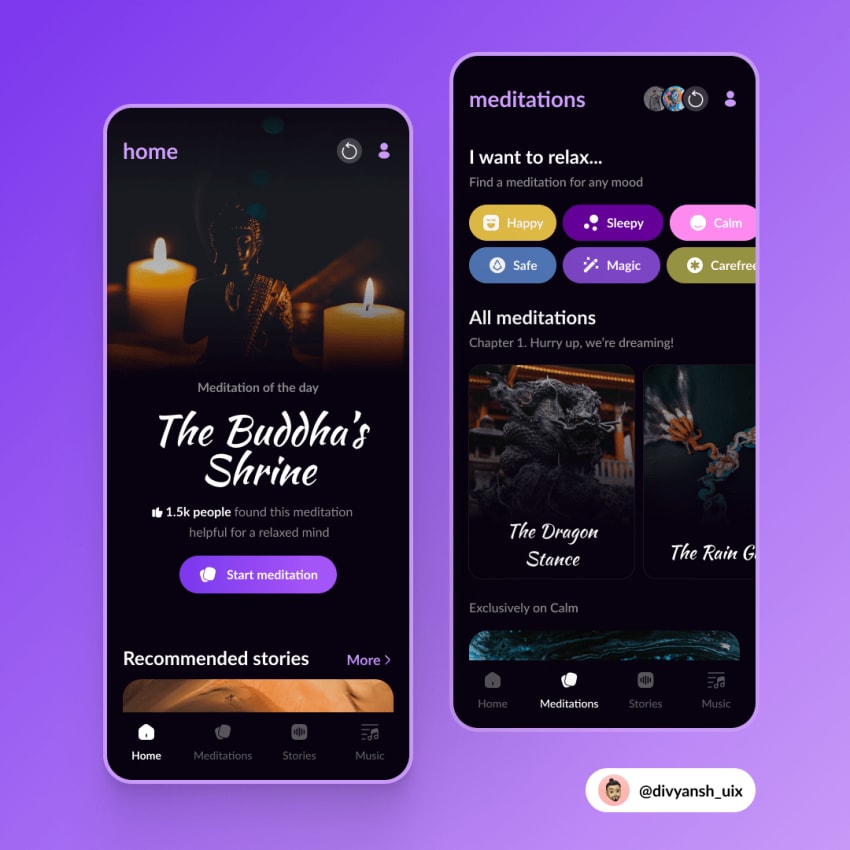 home
Meditation of the day
The Buddha's
Shrine
1.5k people found this meditation
helpful for a relaxed mind
Start meditation
Recommended stories
More
Home
Meditations
Stories
Music
meditations
I want to relax...
Find a meditation for any mood
Happy
Sleepy
Calm
Safe
Magic
Carefree
All meditations
Chapter 1. Hurry up, we're dreaming!
The Dragon
Stance
The Rain G
Exclusively on Calm
Home
Meditations
Stories
Music
@divyansh_uix